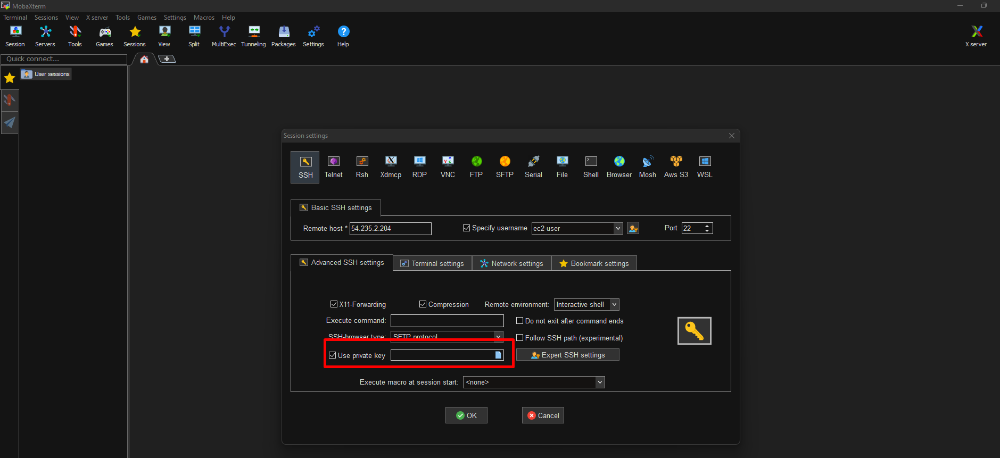 MobaXterm
Terminal Sessions View X server Tools Games Settings Macros Help
Session Servers Tools Games Sessions View Split MultiExec Tunneling Packages Settings Help X server
Quick connect...
User sessions
Session settings
SSH Telnet Rsh Xdmcp RDP VNC FTP SFTP Serial File Shell Browser Mosh Aws S3 WSL
Basic SSH settings
Remote host * 54.235.2.204 Specify username ec2-user Port 22
Advanced SSH settings Terminal settings Network settings Bookmark settings
X11-Forwarding Compression Remote environment: Interactive shell
Execute command: Do not exit after command ends
SSH-browser type: SFTP protocol Follow SSH path (experimental)
Use private key Expert SSH settings
Execute macro at session start: <none>
OK Cancel